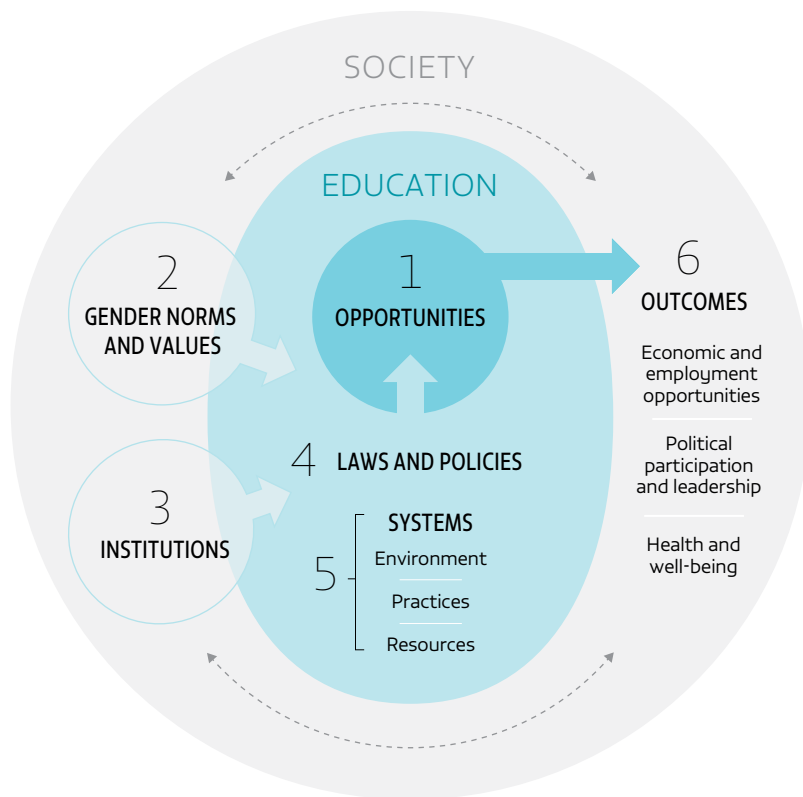 SOCIETY
EDUCATION
1
OPPORTUNITIES
2
GENDER NORMS
AND VALUES
3
INSTITUTIONS
4 LAWS AND POLICIES
5
SYSTEMS
Environment
Practices
Resources
6
OUTCOMES
Economic and
employment
opportunities
Political
participation
and leadership
Health and
well-being